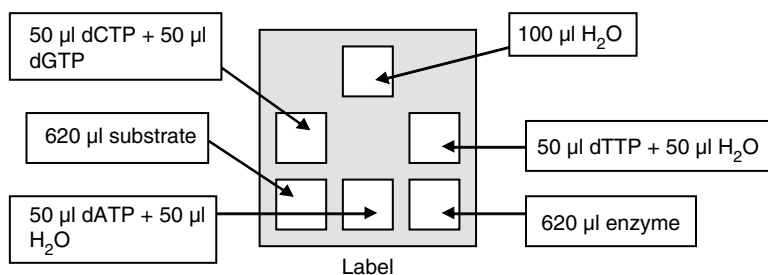 50 µl dCTP + 50 µl
dGTP
100 µl H₂O
620 µl substrate
50 µl dTTP + 50 µl H₂O
50 µl dATP + 50 µl
H₂O
620 µl enzyme
Label